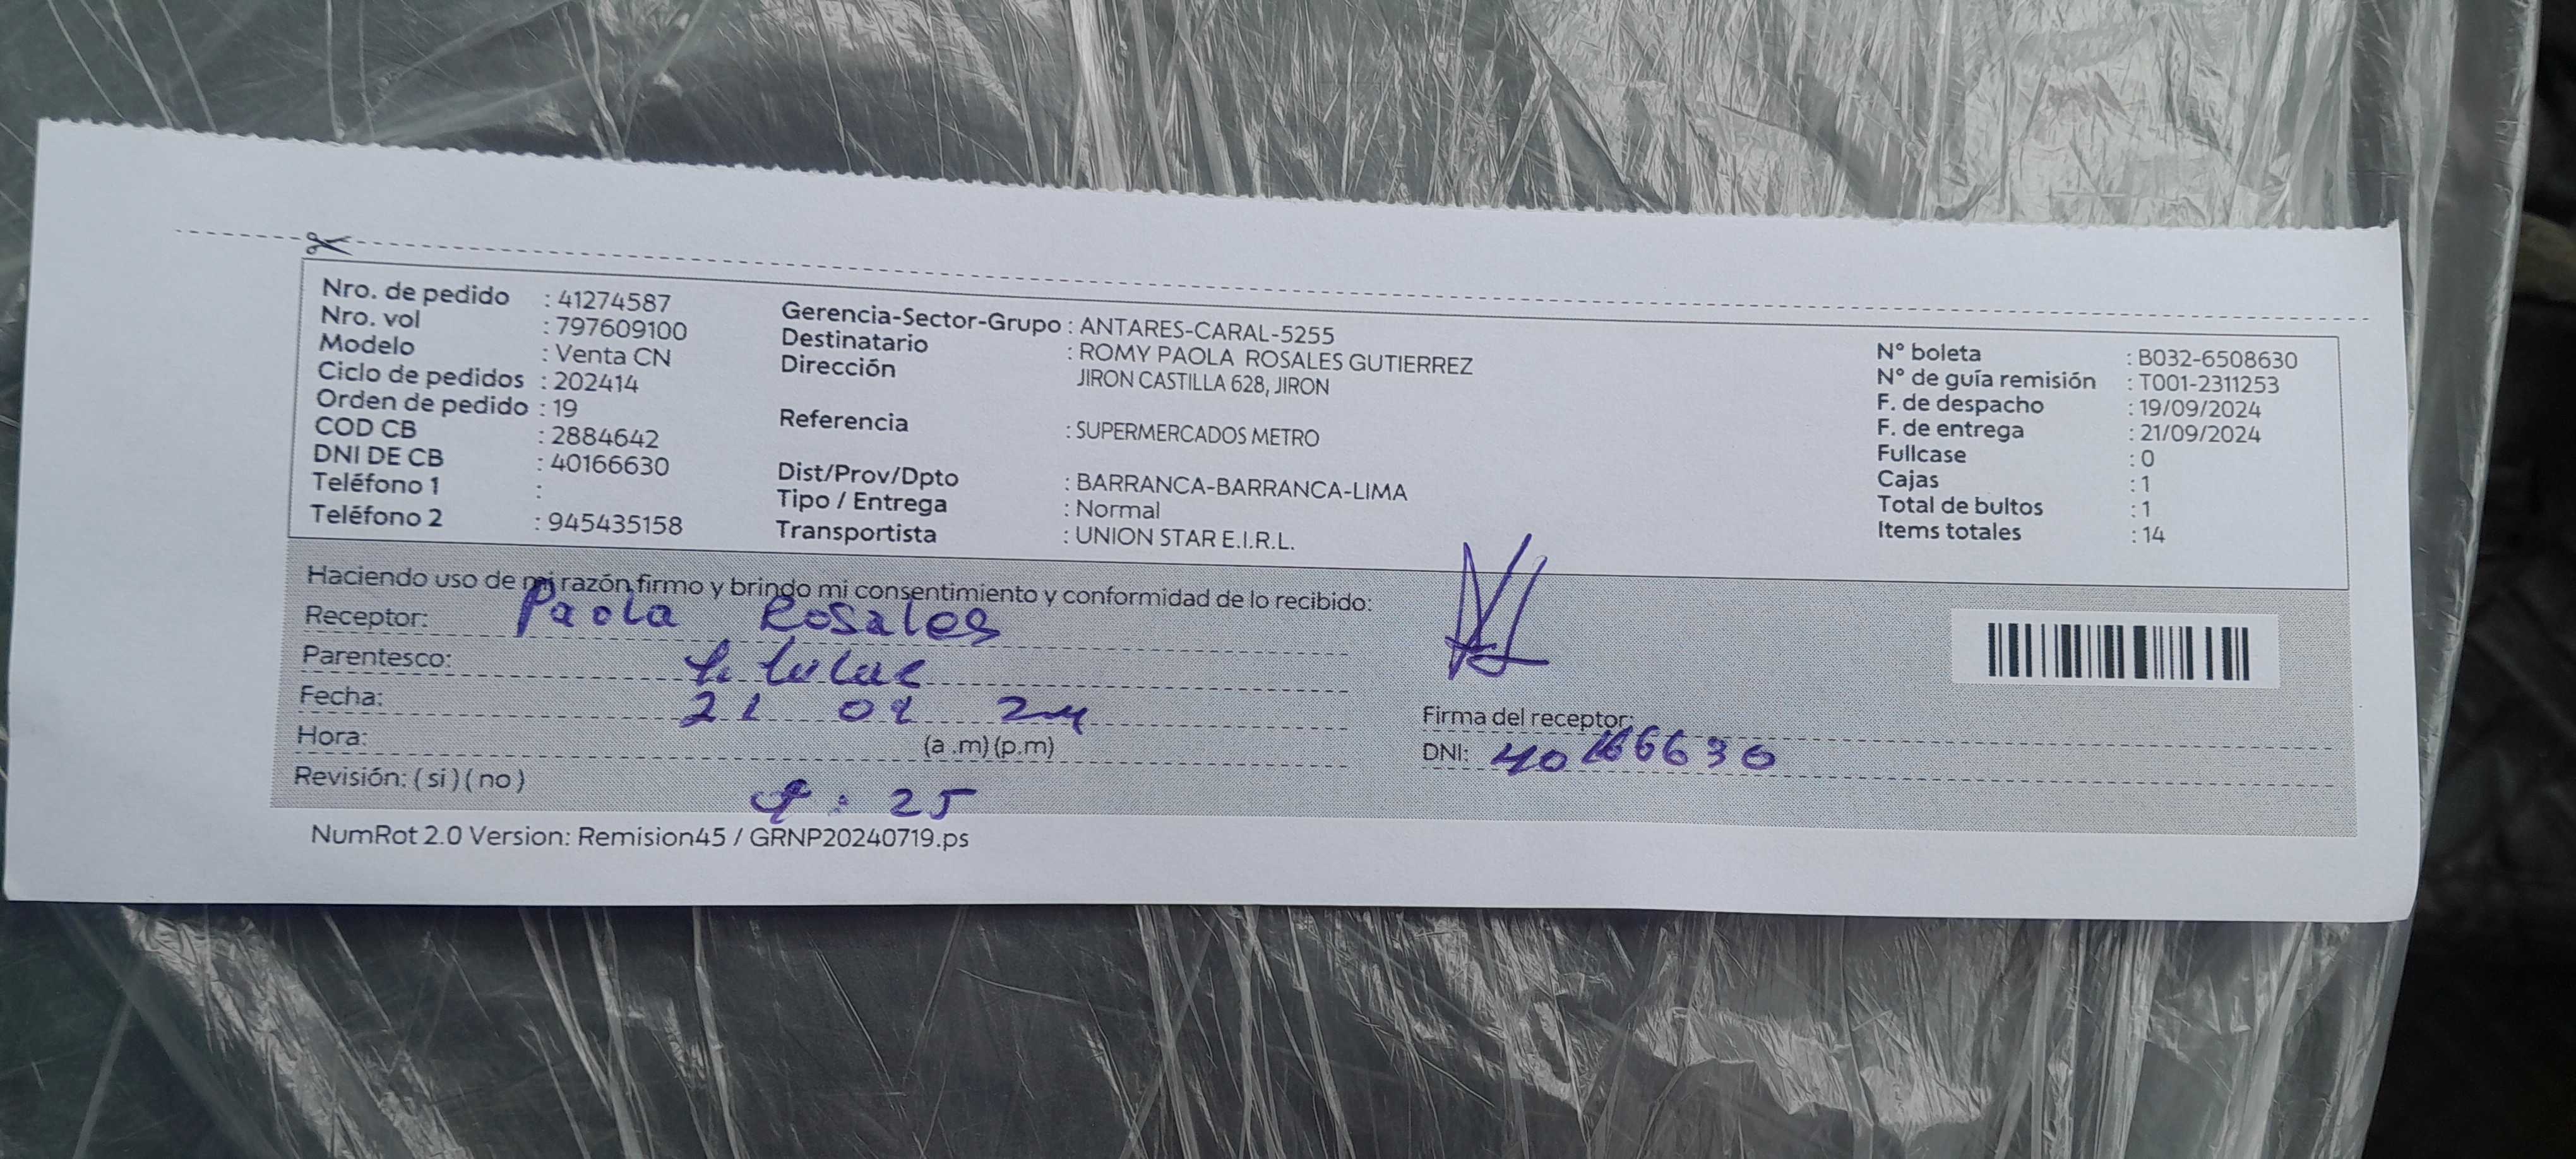 Nro. de pedido : 41274587
Nro. vol : 797609100
Modelo : Venta CN
Ciclo de pedidos : 202414
Orden de pedido : 19
COD CB : 2884642
DNI DE CB : 40166630
Teléfono 1 :
Teléfono 2 : 945435158
Gerencia-Sector-Grupo : ANTARES-CARAL-5255
Destinatario : ROMY PAOLA ROSALES GUTIERREZ
Dirección JIRON CASTILLA 628, JIRON
Referencia : SUPERMERCADOS METRO
Dist/Prov/Dpto : BARRANCA-BARRANCA-LIMA
Tipo / Entrega : Normal
Transportista : UNION STAR E.I.R.L.
N° boleta : B032-6508630
N° de guía remisión : T001-2311253
F. de despacho : 19/09/2024
F. de entrega : 21/09/2024
Fullcase : 0
Cajas : 1
Total de bultos : 1
Items totales : 14
Haciendo uso de mi razón firmo y brindo mi consentimiento y conformidad de lo recibido:
Receptor: Paola Rosales
Parentesco: titular
Fecha: 21 24
Hora: (a .m) (p.m)
Revisión: ( si ) ( no ) : 25
Firma del receptor:
DNI: 40166630
NumRot 2.0 Version: Remision45 / GRNP20240719.ps